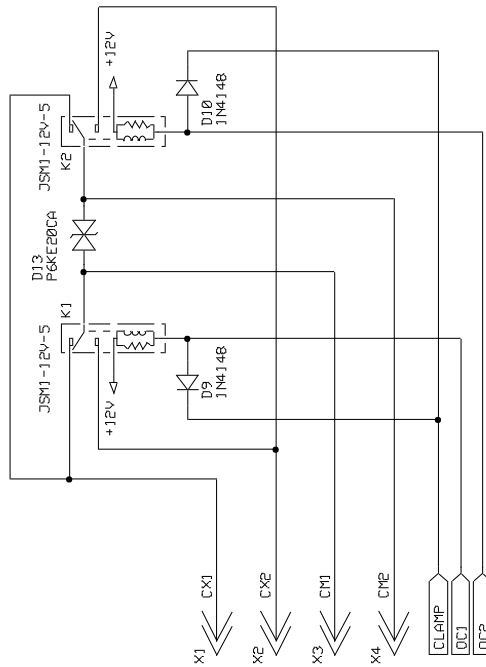 +12V
JSM1-12V-5
K2
D10
1N4148
D13
P6KE20CA
K1
JSM1-12V-5
+12V
D9
1N4148
X1
CX1
X2
CX2
X3
CM1
X4
CM2
CLAMP
OC1
OC2